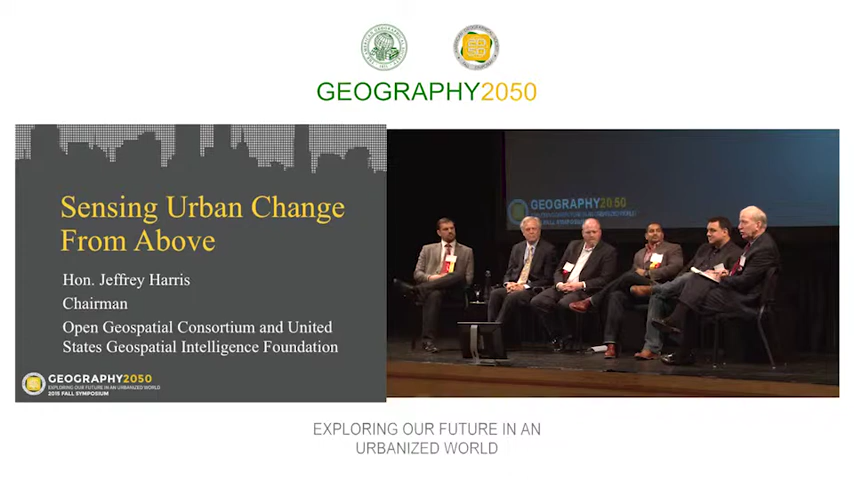 GEOGRAPHY2050
Sensing Urban Change
From Above
Hon. Jeffrey Harris
Chairman
Open Geospatial Consortium and United
States Geospatial Intelligence Foundation
GEOGRAPHY2050
EXPLORING OUR FUTURE IN AN URBANIZED WORLD
2015 FALL SYMPOSIUM
GEOGRAPHY2050
EXPLORING OUR FUTURE IN AN
URBANIZED WORLD